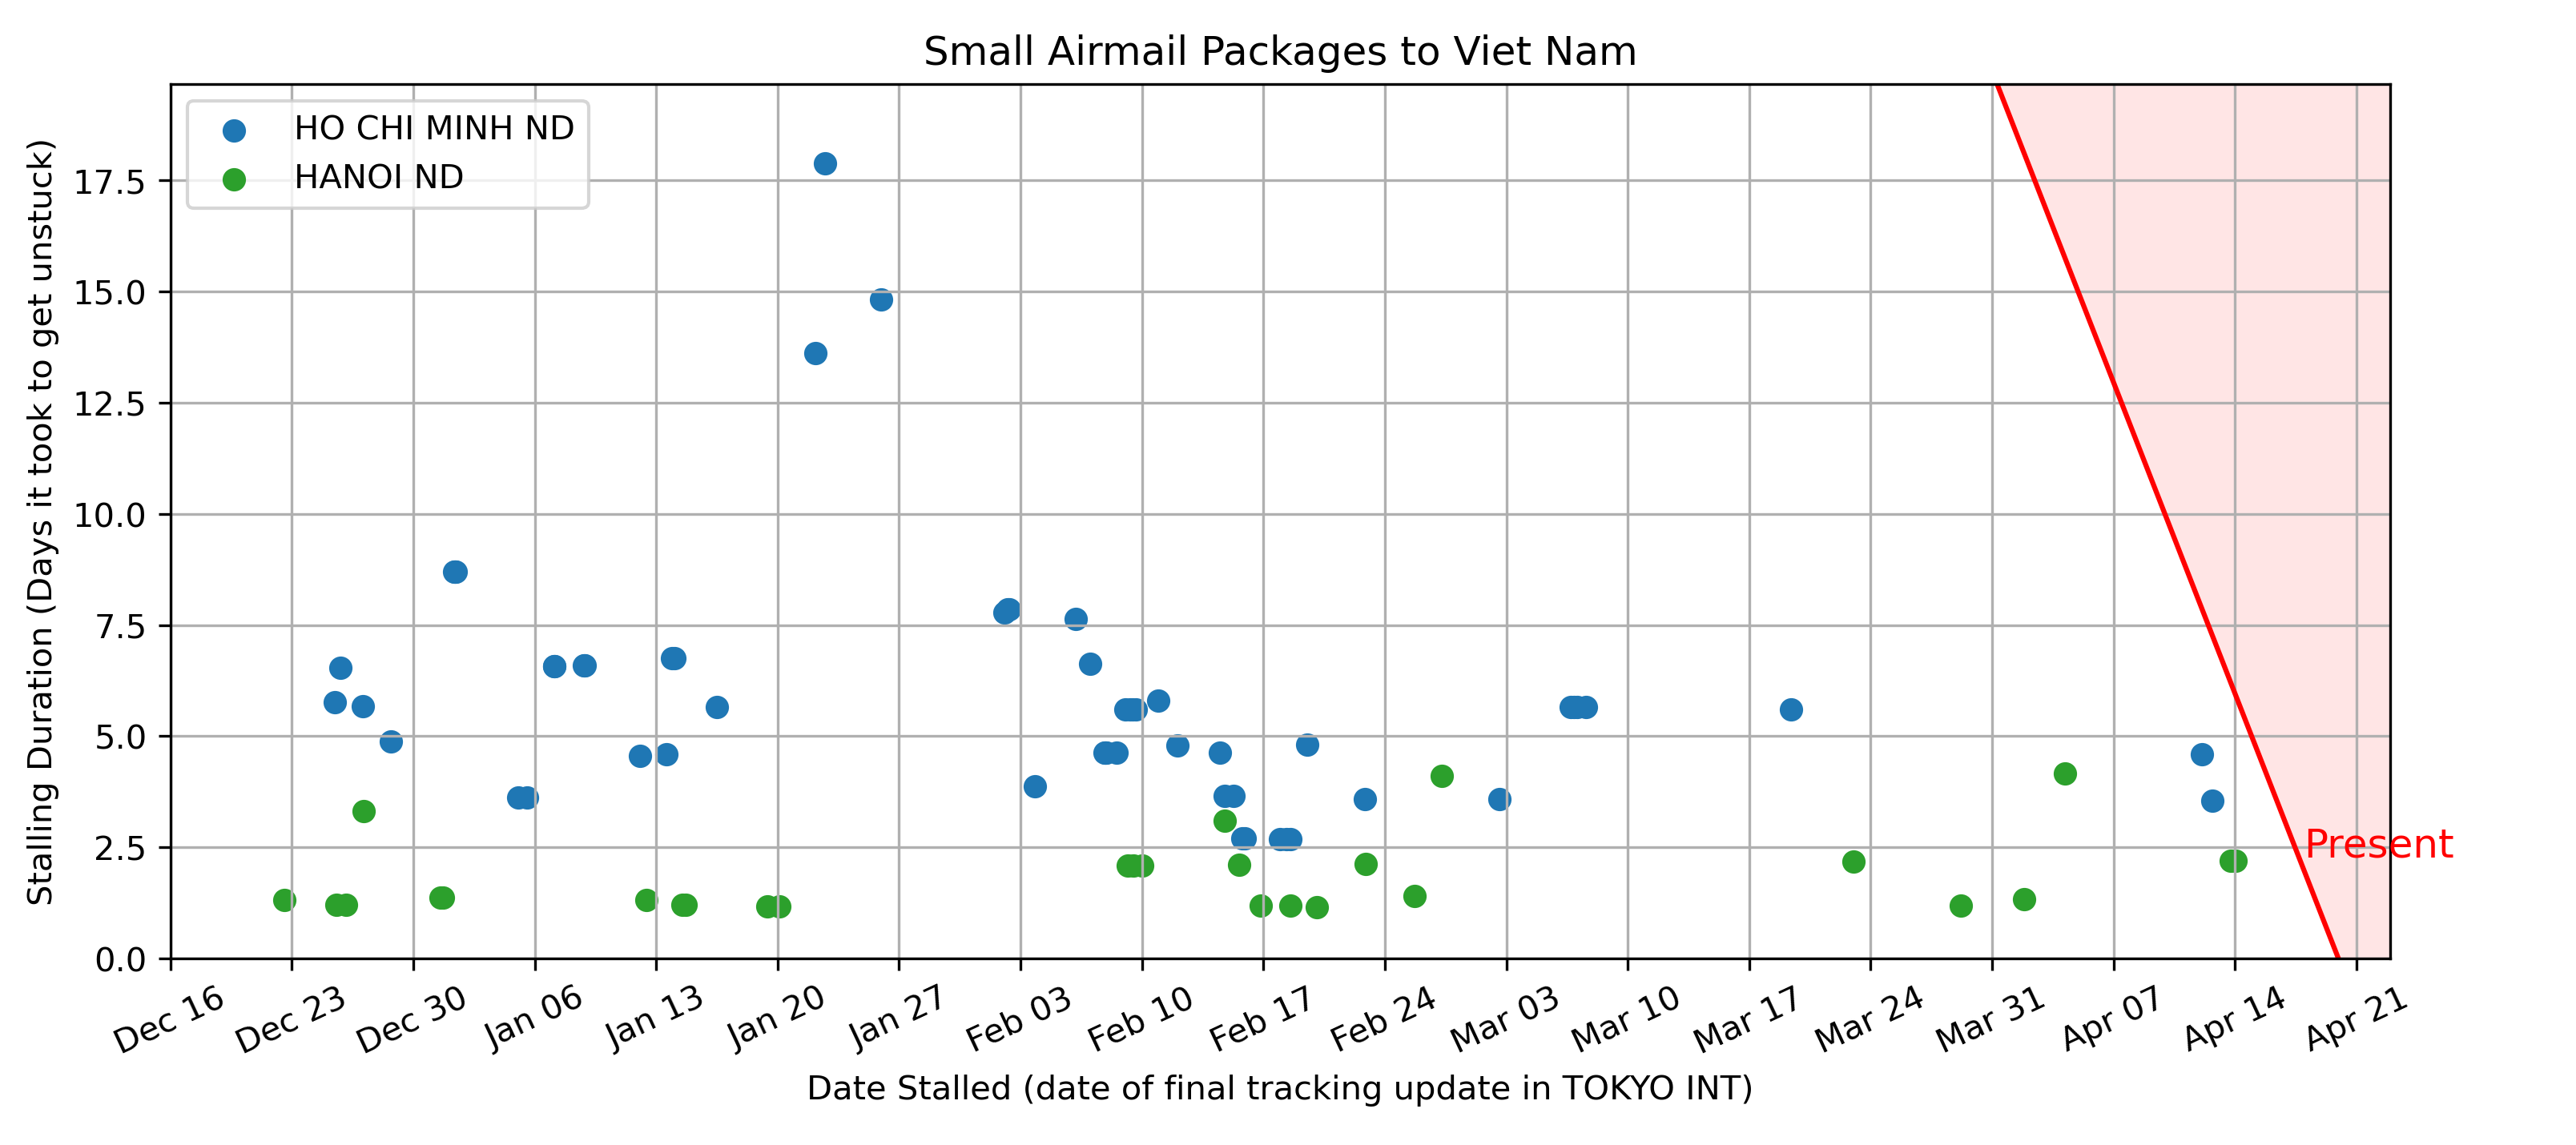 Small Airmail Packages to Viet Nam
HO CHI MINH ND
HANOI ND
Stalling Duration (Days it took to get unstuck)
17.5
15.0
12.5
10.0
7.5
5.0
2.5
0.0
Present
Dec 16
Dec 23
Dec 30
Jan 06
Jan 13
Jan 20
Jan 27
Feb 03
Feb 10
Feb 17
Feb 24
Mar 03
Mar 10
Mar 17
Mar 24
Mar 31
Apr 07
Apr 14
Apr 21
Date Stalled (date of final tracking update in TOKYO INT)